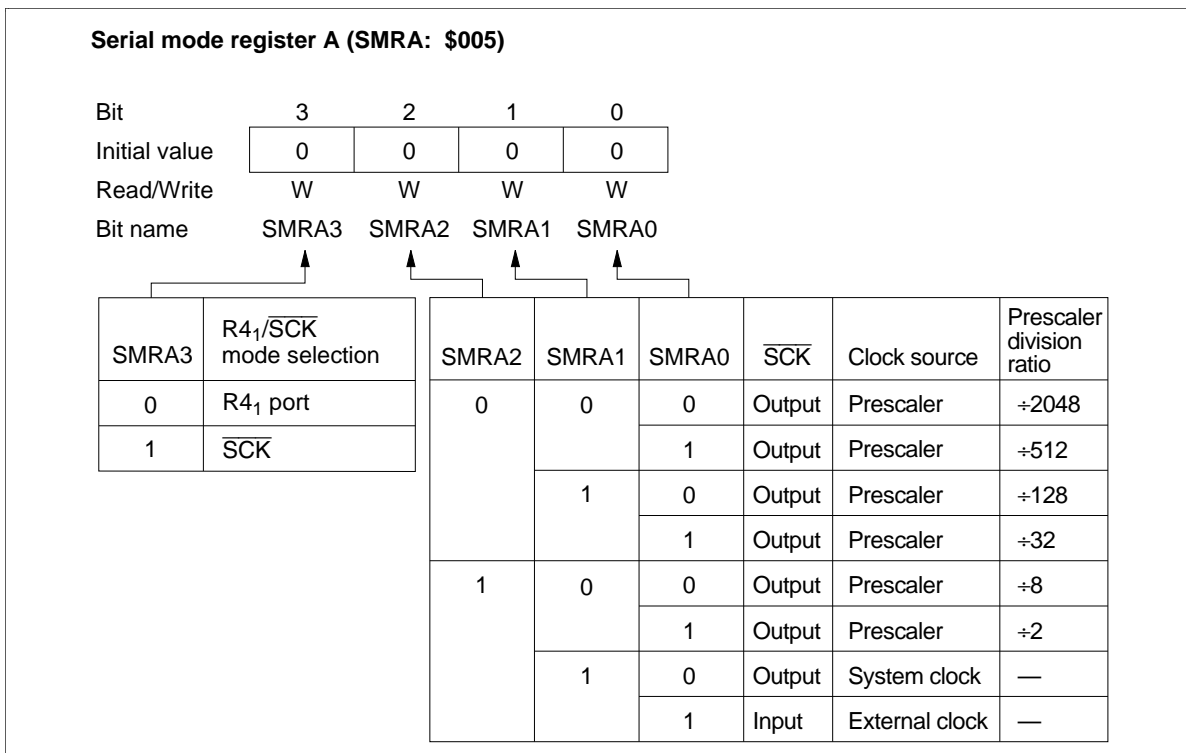 Serial mode register A (SMRA: $005)
Bit 3 2 1 0
Initial value 0 0 0 0
Read/Write W W W W
Bit name SMRA3 SMRA2 SMRA1 SMRA0
SMRA3 R4₁/S̅C̅K̅ mode selection
0 R4₁ port
1 S̅C̅K̅
SMRA2 SMRA1 SMRA0 S̅C̅K̅ Clock source Prescaler division ratio
0 0 0 Output Prescaler ÷2048
1 Output Prescaler ÷512
1 0 Output Prescaler ÷128
1 Output Prescaler ÷32
1 0 0 Output Prescaler ÷8
1 Output Prescaler ÷2
1 0 Output System clock —
1 Input External clock —